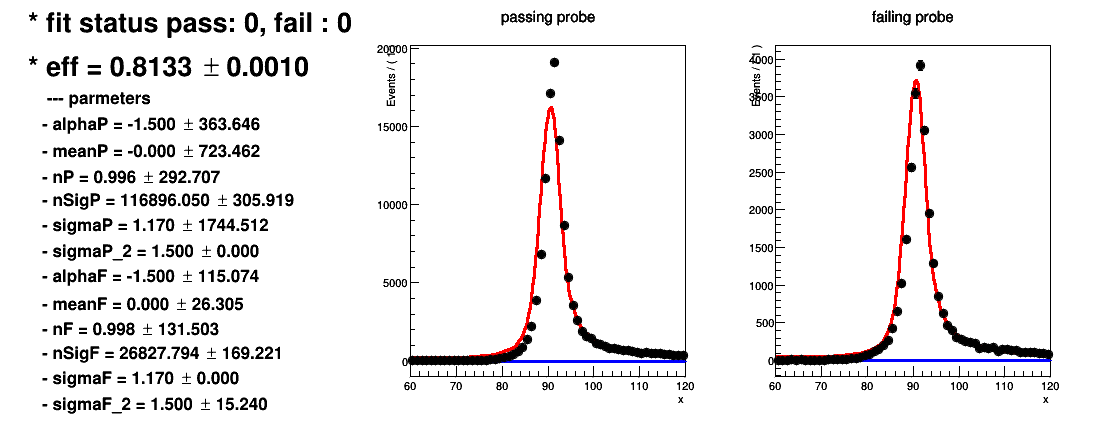 * fit status pass: 0, fail : 0
* eff = 0.8133 ± 0.0010
--- parmeters
- alphaP = -1.500 ± 363.646
- meanP = -0.000 ± 723.462
- nP = 0.996 ± 292.707
- nSigP = 116896.050 ± 305.919
- sigmaP = 1.170 ± 1744.512
- sigmaP_2 = 1.500 ± 0.000
- alphaF = -1.500 ± 115.074
- meanF = 0.000 ± 26.305
- nF = 0.998 ± 131.503
- nSigF = 26827.794 ± 169.221
- sigmaF = 1.170 ± 0.000
- sigmaF_2 = 1.500 ± 15.240
passing probe
Events / ( 1 )
20000
15000
10000
5000
0
60 70 80 90 100 110 120
x
failing probe
Events / ( 1 )
4000
3500
3000
2500
2000
1500
1000
500
0
60 70 80 90 100 110 120
x